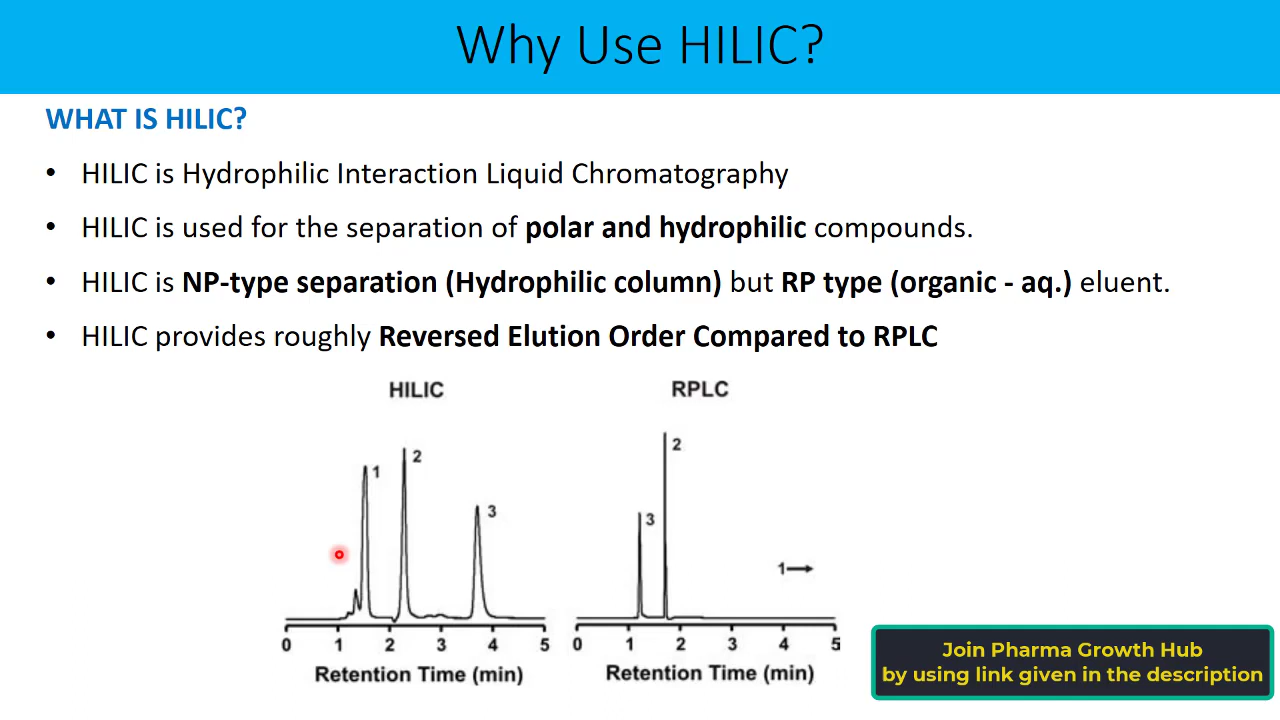 Why Use HILIC?
WHAT IS HILIC?
• HILIC is Hydrophilic Interaction Liquid Chromatography
• HILIC is used for the separation of polar and hydrophilic compounds.
• HILIC is NP-type separation (Hydrophilic column) but RP type (organic - aq.) eluent.
• HILIC provides roughly Reversed Elution Order Compared to RPLC
HILIC
1
2
3
0 1 2 3 4 5
Retention Time (min)
RPLC
2
3
1→
0 1 2 3 4 5
Retention Time (min)
Join Pharma Growth Hub
by using link given in the description